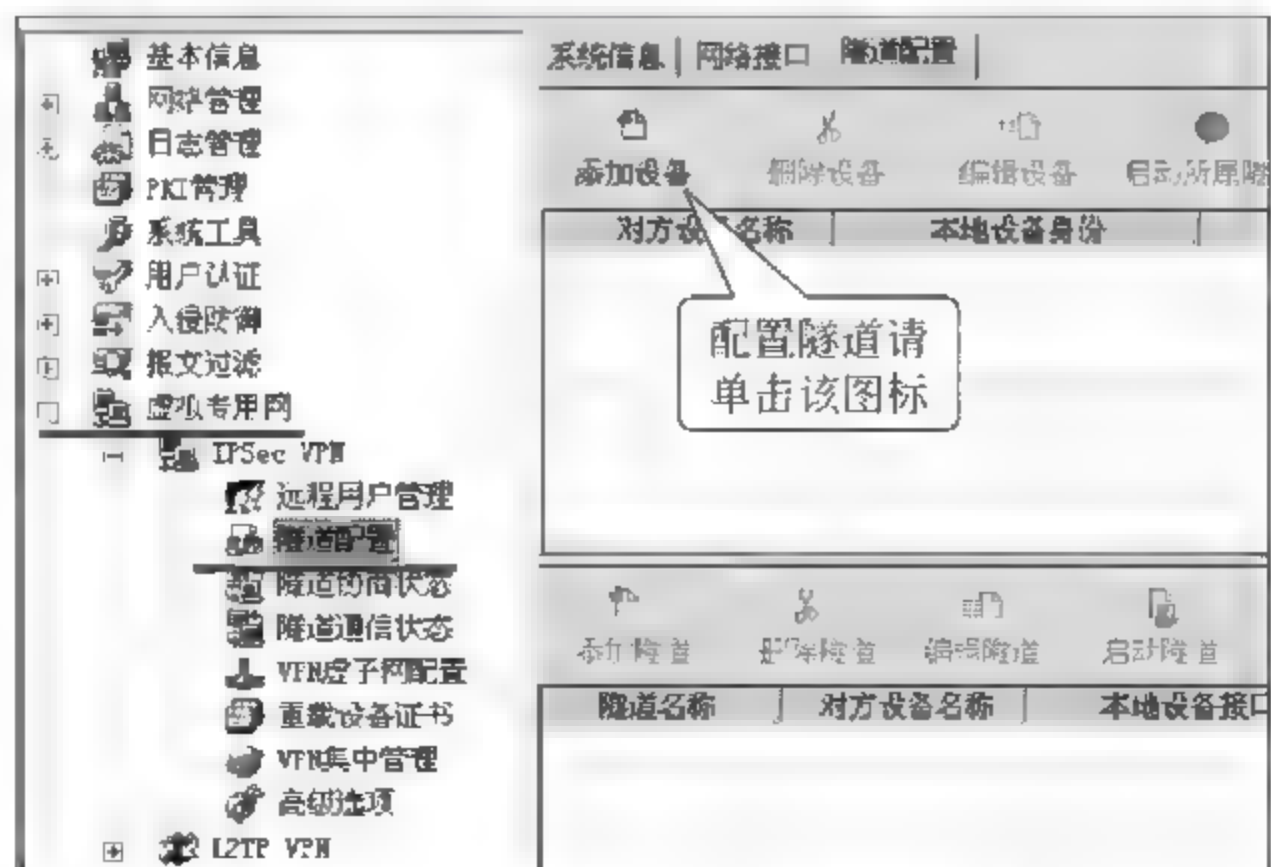 基本信息
网络管理
日志管理
PKI管理
系统工具
用户认证
入侵防御
报文过滤
虚拟专用网
IPSec VPN
远程用户管理
隧道配置
隧道协商状态
隧道通信状态
VPN虚子网配置
重载设备证书
VPN集中管理
高级选项
L2TP VPN
系统信息 网络接口 隧道配置
添加设备 删除设备 编辑设备 启动所属隧
对方设 名称 本地设备身份
配置隧道请
单击该图标
添加隧道 删除隧道 编辑隧道 启动隧道
隧道名称 对方设备名称 本地设备接口